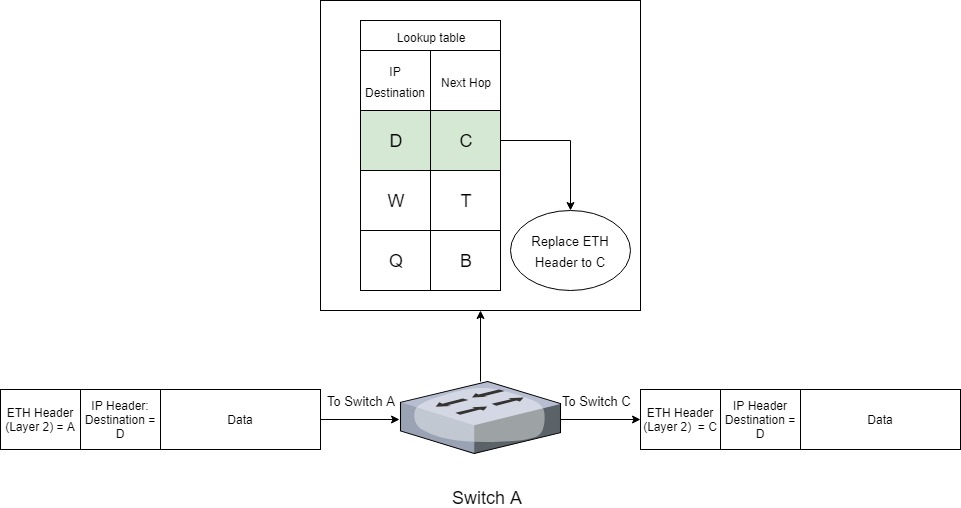 Lookup table
IP
Destination
Next Hop
D
C
W
T
Q
B
Replace ETH
Header to C
ETH Header
(Layer 2) = A
IP Header:
Destination =
D
Data
To Switch A
To Switch C
ETH Header
(Layer 2)  = C
IP Header
Destination =
D
Data
Switch A